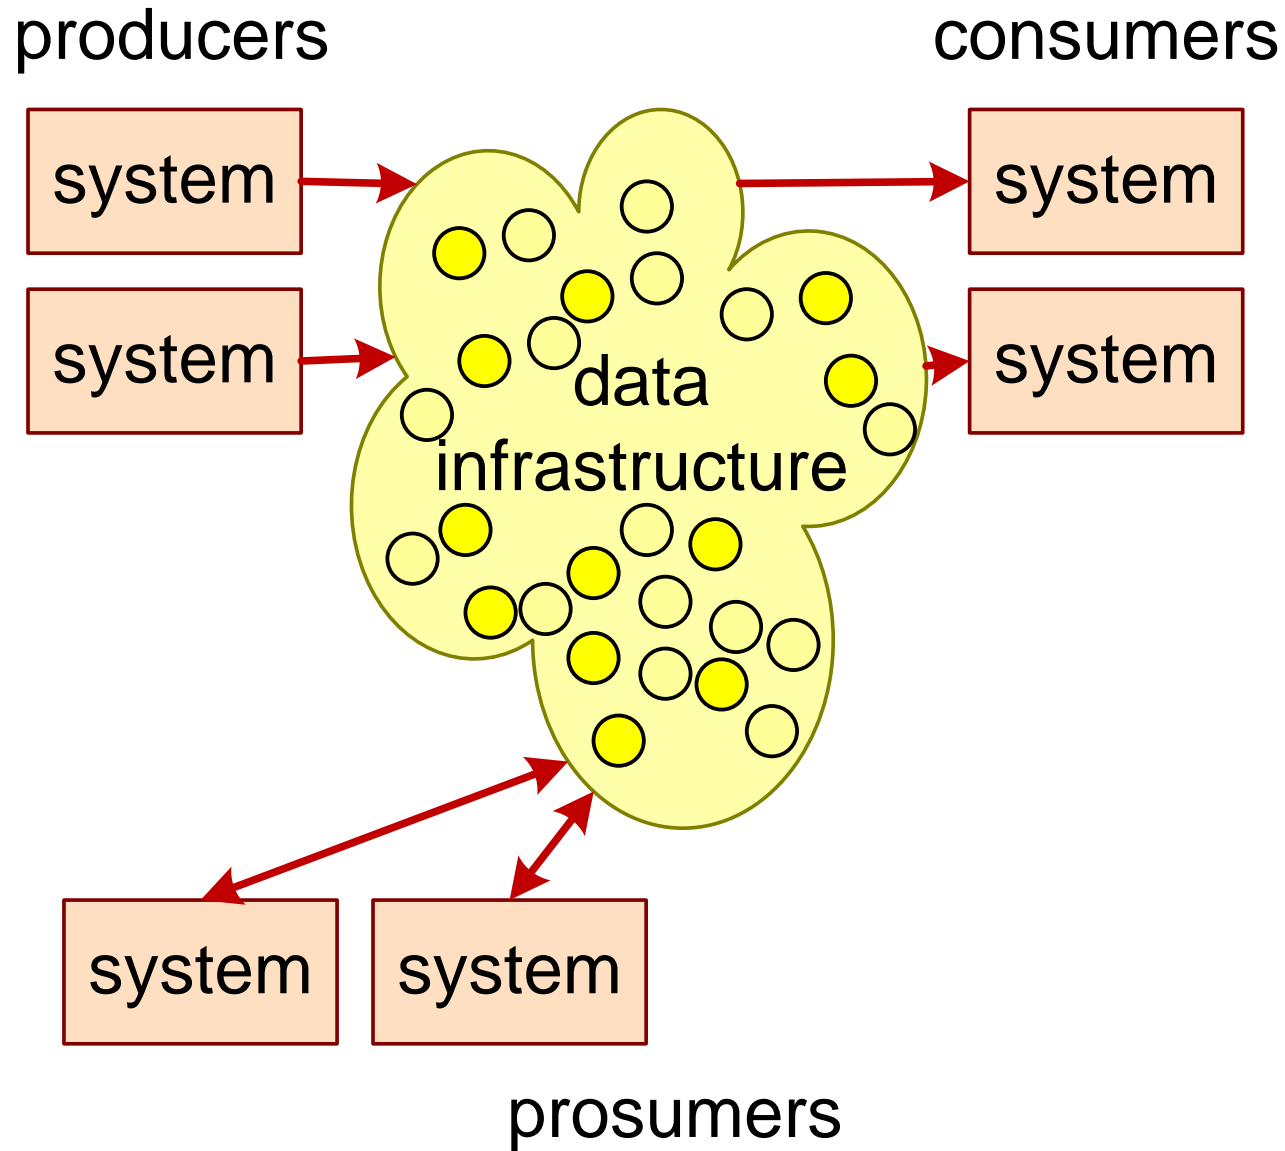 producers
consumers
system
system
system
system
data
infrastructure
system
system
prosumers